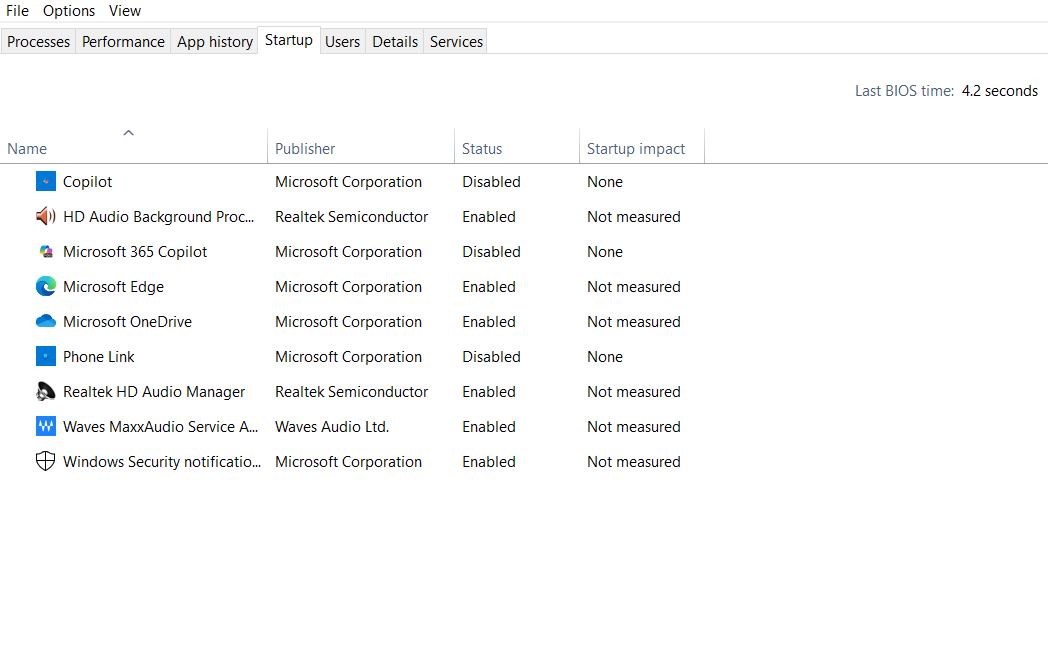 File Options View
Processes Performance App history Startup Users Details Services
Last BIOS time: 4.2 seconds
Name Publisher Status Startup impact
Copilot Microsoft Corporation Disabled None
HD Audio Background Proc... Realtek Semiconductor Enabled Not measured
Microsoft 365 Copilot Microsoft Corporation Disabled None
Microsoft Edge Microsoft Corporation Enabled Not measured
Microsoft OneDrive Microsoft Corporation Enabled Not measured
Phone Link Microsoft Corporation Disabled None
Realtek HD Audio Manager Realtek Semiconductor Enabled Not measured
Waves MaxxAudio Service A... Waves Audio Ltd. Enabled Not measured
Windows Security notificatio... Microsoft Corporation Enabled Not measured